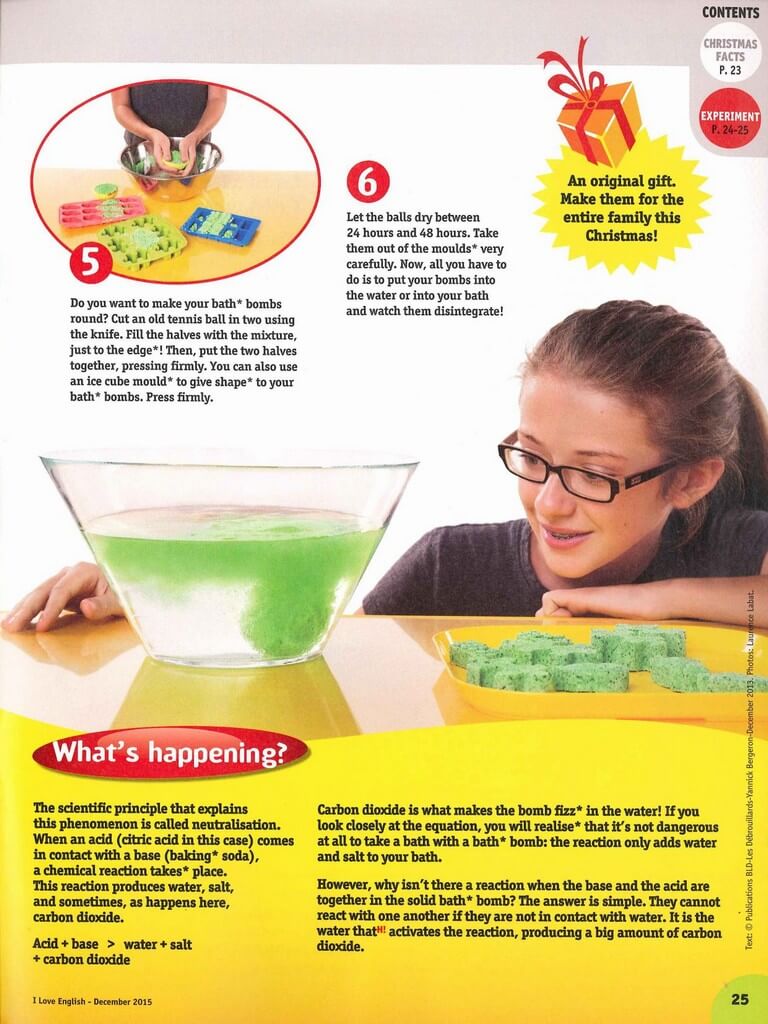 CONTENTS
CHRISTMAS
FACTS
P. 23
EXPERIMENT
P. 24-25
An original gift.
Make them for the
entire family this
Christmas!
5
Do you want to make your bath* bombs
round? Cut an old tennis ball in two using
the knife. Fill the halves with the mixture,
just to the edge*! Then, put the two halves
together, pressing firmly. You can also use
an ice cube mould* to give shape* to your
bath* bombs. Press firmly.
6
Let the balls dry between
24 hours and 48 hours. Take
them out of the moulds* very
carefully. Now, all you have to
do is to put your bombs into
the water or into your bath
and watch them disintegrate!
What's happening?
The scientific principle that explains
this phenomenon is called neutralisation.
When an acid (citric acid in this case) comes
in contact with a base (baking* soda),
a chemical reaction takes* place.
This reaction produces water, salt,
and sometimes, as happens here,
carbon dioxide.
Acid + base > water + salt
+ carbon dioxide
Carbon dioxide is what makes the bomb fizz* in the water! If you
look closely at the equation, you will realise* that it's not dangerous
at all to take a bath with a bath* bomb: the reaction only adds water
and salt to your bath.
However, why isn't there a reaction when the base and the acid are
together in the solid bath* bomb? The answer is simple. They cannot
react with one another if they are not in contact with water. It is the
water that H! activates the reaction, producing a big amount of carbon
dioxide.
Text: © Publications BLD-Les Débrouillards-Yannick Bergeron-December 2013. Photos: Laurence Labat.
I Love English - December 2015
25